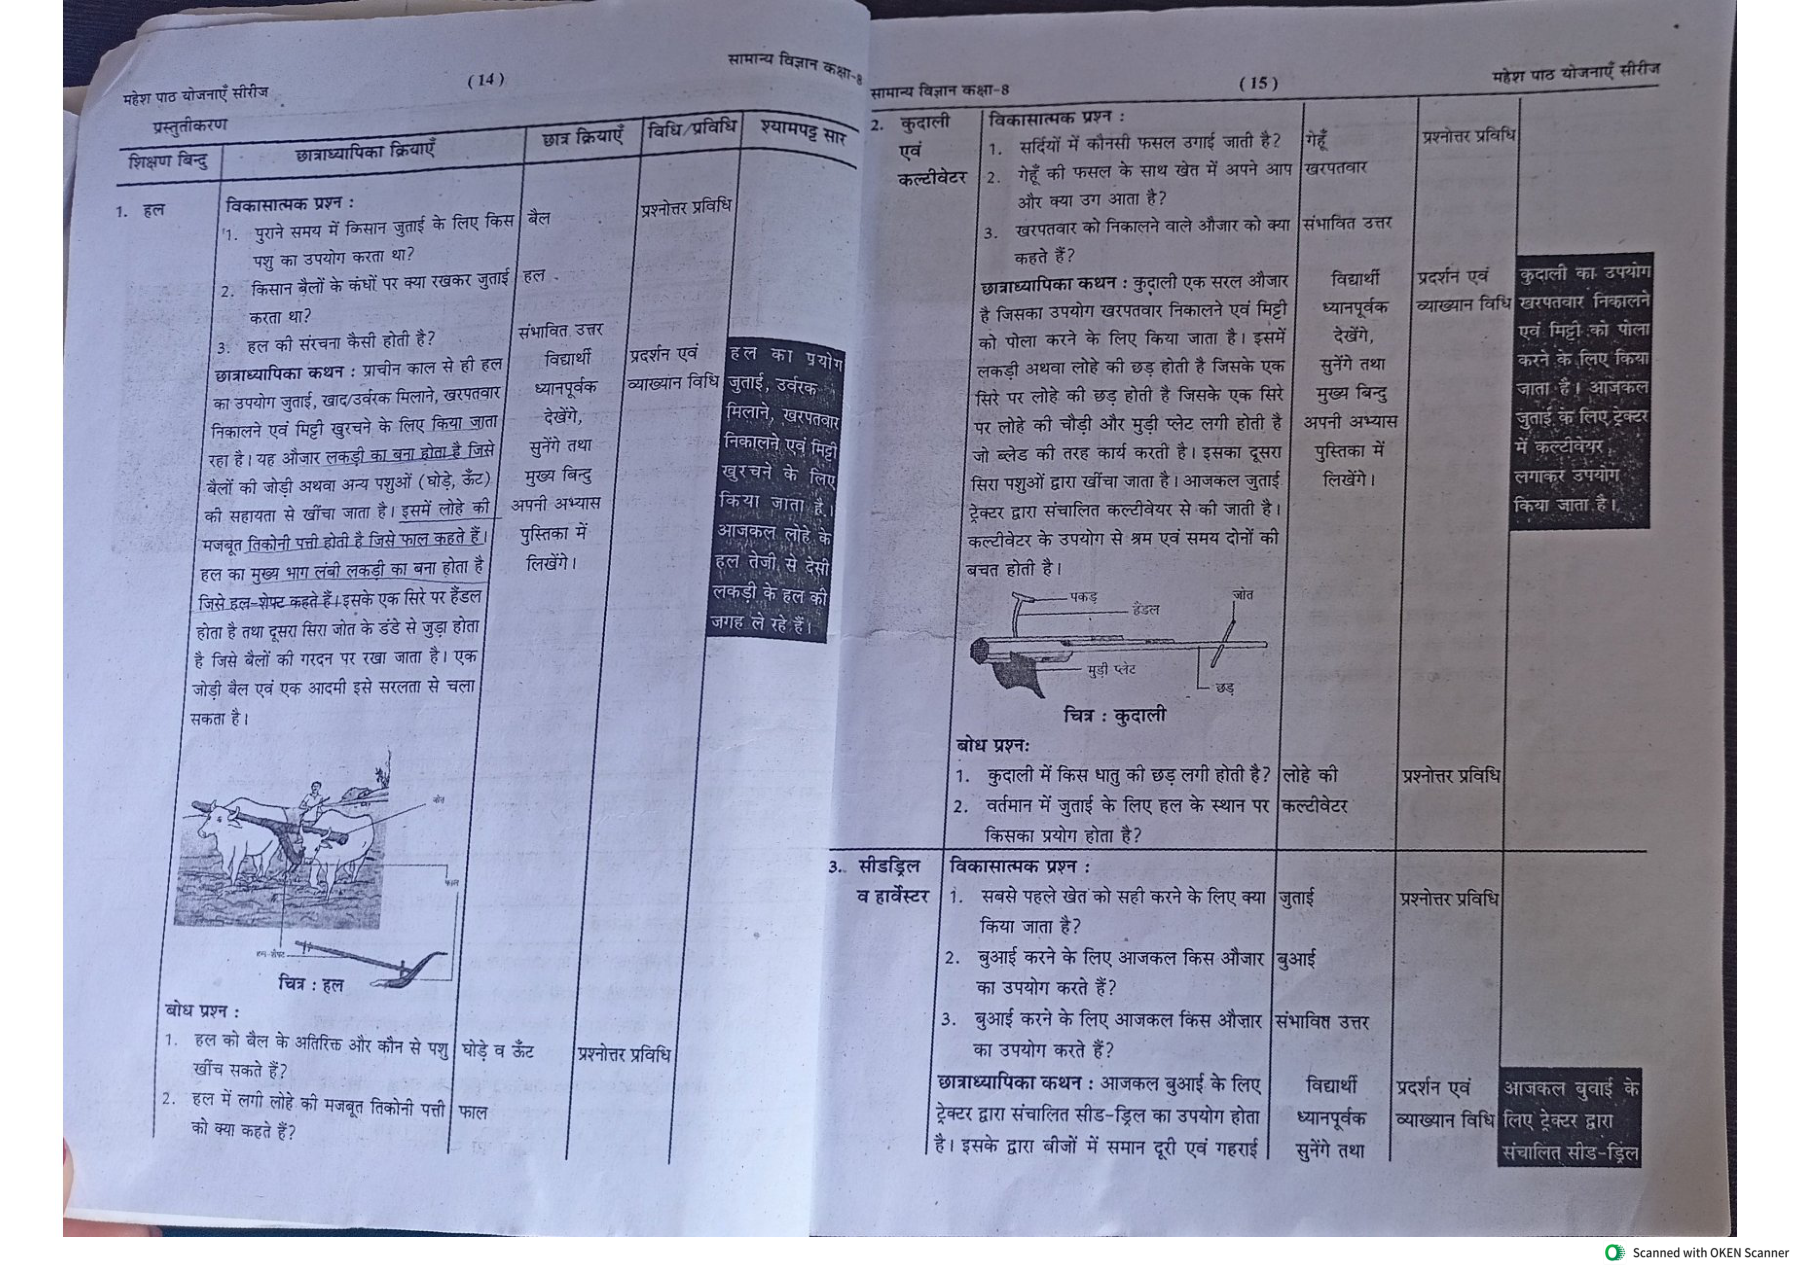 महेश पाठ योजनाएँ सीरीज
(14)
सामान्य विज्ञान कक्षा-8
प्रस्तुतीकरण
शिक्षण बिन्दु
छात्राध्यापिका क्रियाएँ
छात्र क्रियाएँ
विधि/प्रविधि
श्यामपट्ट सार
1. हल
विकासात्मक प्रश्न :
1. पुराने समय में किसान जुताई के लिए किस
पशु का उपयोग करता था?
2. किसान बैलों के कंधों पर क्या रखकर जुताई
करता था?
3. हल की संरचना कैसी होती है?
छात्राध्यापिका कथन : प्राचीन काल से ही हल
का उपयोग जुताई, खाद/उर्वरक मिलाने, खरपतवार
निकालने एवं मिट्टी खुरचने के लिए किया जाता
रहा है। यह औजार लकड़ी का बना होता है जिसे
बैलों की जोड़ी अथवा अन्य पशुओं (घोड़े, ऊँट)
की सहायता से खींचा जाता है। इसमें लोहे की
मजबूत तिकोनी पत्ती होती है जिसे फाल कहते हैं।
हल का मुख्य भाग लंबी लकड़ी का बना होता है
जिसे हल-शेफ्ट कहते हैं। इसके एक सिरे पर हैंडल
होता है तथा दूसरा सिरा जोत के डंडे से जुड़ा होता
है जिसे बैलों की गरदन पर रखा जाता है। एक
जोड़ी बैल एवं एक आदमी इसे सरलता से चला
सकता है।
बैल
हल
संभावित उत्तर
विद्यार्थी
ध्यानपूर्वक
देखेंगे,
सुनेंगे तथा
मुख्य बिन्दु
अपनी अभ्यास
पुस्तिका में
लिखेंगे।
प्रश्नोत्तर प्रविधि
प्रदर्शन एवं
व्याख्यान विधि
हल का प्रयोग
जुताई, उर्वरक
मिलाने, खरपतवार
निकालने एवं मिट्टी
खुरचने के लिए
किया जाता है।
आजकल लोहे के
हल तेजी से देसी
लकड़ी के हल की
जगह ले रहे हैं।
जोत
फाल
हल-शेफ्ट
चित्र : हल
बोध प्रश्न :
1. हल को बैल के अतिरिक्त और कौन से पशु
खींच सकते हैं?
2. हल में लगी लोहे की मजबूत तिकोनी पत्ती
को क्या कहते हैं?
घोड़े व ऊँट
फाल
प्रश्नोत्तर प्रविधि
सामान्य विज्ञान कक्षा-8
(15)
महेश पाठ योजनाएँ सीरीज
2. कुदाली
एवं
कल्टीवेटर
विकासात्मक प्रश्न :
1. सर्दियों में कौनसी फसल उगाई जाती है?
2. गेहूँ की फसल के साथ खेत में अपने आप
और क्या उग आता है?
3. खरपतवार को निकालने वाले औजार को क्या
कहते हैं?
छात्राध्यापिका कथन : कुदाली एक सरल औजार
है जिसका उपयोग खरपतवार निकालने एवं मिट्टी
को पोला करने के लिए किया जाता है। इसमें
लकड़ी अथवा लोहे की छड़ होती है जिसके एक
सिरे पर लोहे की छड़ होती है जिसके एक सिरे
पर लोहे की चौड़ी और मुड़ी प्लेट लगी होती है
जो ब्लेड की तरह कार्य करती है। इसका दूसरा
सिरा पशुओं द्वारा खींचा जाता है। आजकल जुताई
ट्रेक्टर द्वारा संचालित कल्टीवेयर से की जाती है।
कल्टीवेटर के उपयोग से श्रम एवं समय दोनों की
बचत होती है।
गेहूँ
खरपतवार
संभावित उत्तर
विद्यार्थी
ध्यानपूर्वक
देखेंगे,
सुनेंगे तथा
मुख्य बिन्दु
अपनी अभ्यास
पुस्तिका में
लिखेंगे।
प्रश्नोत्तर प्रविधि
प्रदर्शन एवं
व्याख्यान विधि
कुदाली का उपयोग
खरपतवार निकालने
एवं मिट्टी को पोला
करने के लिए किया
जाता है। आजकल
जुताई के लिए ट्रेक्टर
में कल्टीवेयर
लगाकर उपयोग
किया जाता है।
पकड़
हैंडल
जोत
मुड़ी प्लेट
छड़
चित्र : कुदाली
बोध प्रश्नः
1. कुदाली में किस धातु की छड़ लगी होती है?
2. वर्तमान में जुताई के लिए हल के स्थान पर
किसका प्रयोग होता है?
लोहे की
कल्टीवेटर
प्रश्नोत्तर प्रविधि
3. सीडड्रिल
व हार्वेस्टर
विकासात्मक प्रश्न :
1. सबसे पहले खेत को सही करने के लिए क्या
किया जाता है?
2. बुआई करने के लिए आजकल किस औजार
का उपयोग करते हैं?
3. बुआई करने के लिए आजकल किस औज़ार
का उपयोग करते हैं?
छात्राध्यापिका कथन : आजकल बुआई के लिए
ट्रेक्टर द्वारा संचालित सीड-ड्रिल का उपयोग होता
है। इसके द्वारा बीजों में समान दूरी एवं गहराई
जुताई
बुआई
संभावित उत्तर
विद्यार्थी
ध्यानपूर्वक
सुनेंगे तथा
प्रश्नोत्तर प्रविधि
प्रदर्शन एवं
व्याख्यान विधि
आजकल बुवाई के
लिए ट्रेक्टर द्वारा
संचालित सीड-ड्रिल
Scanned with OKEN Scanner